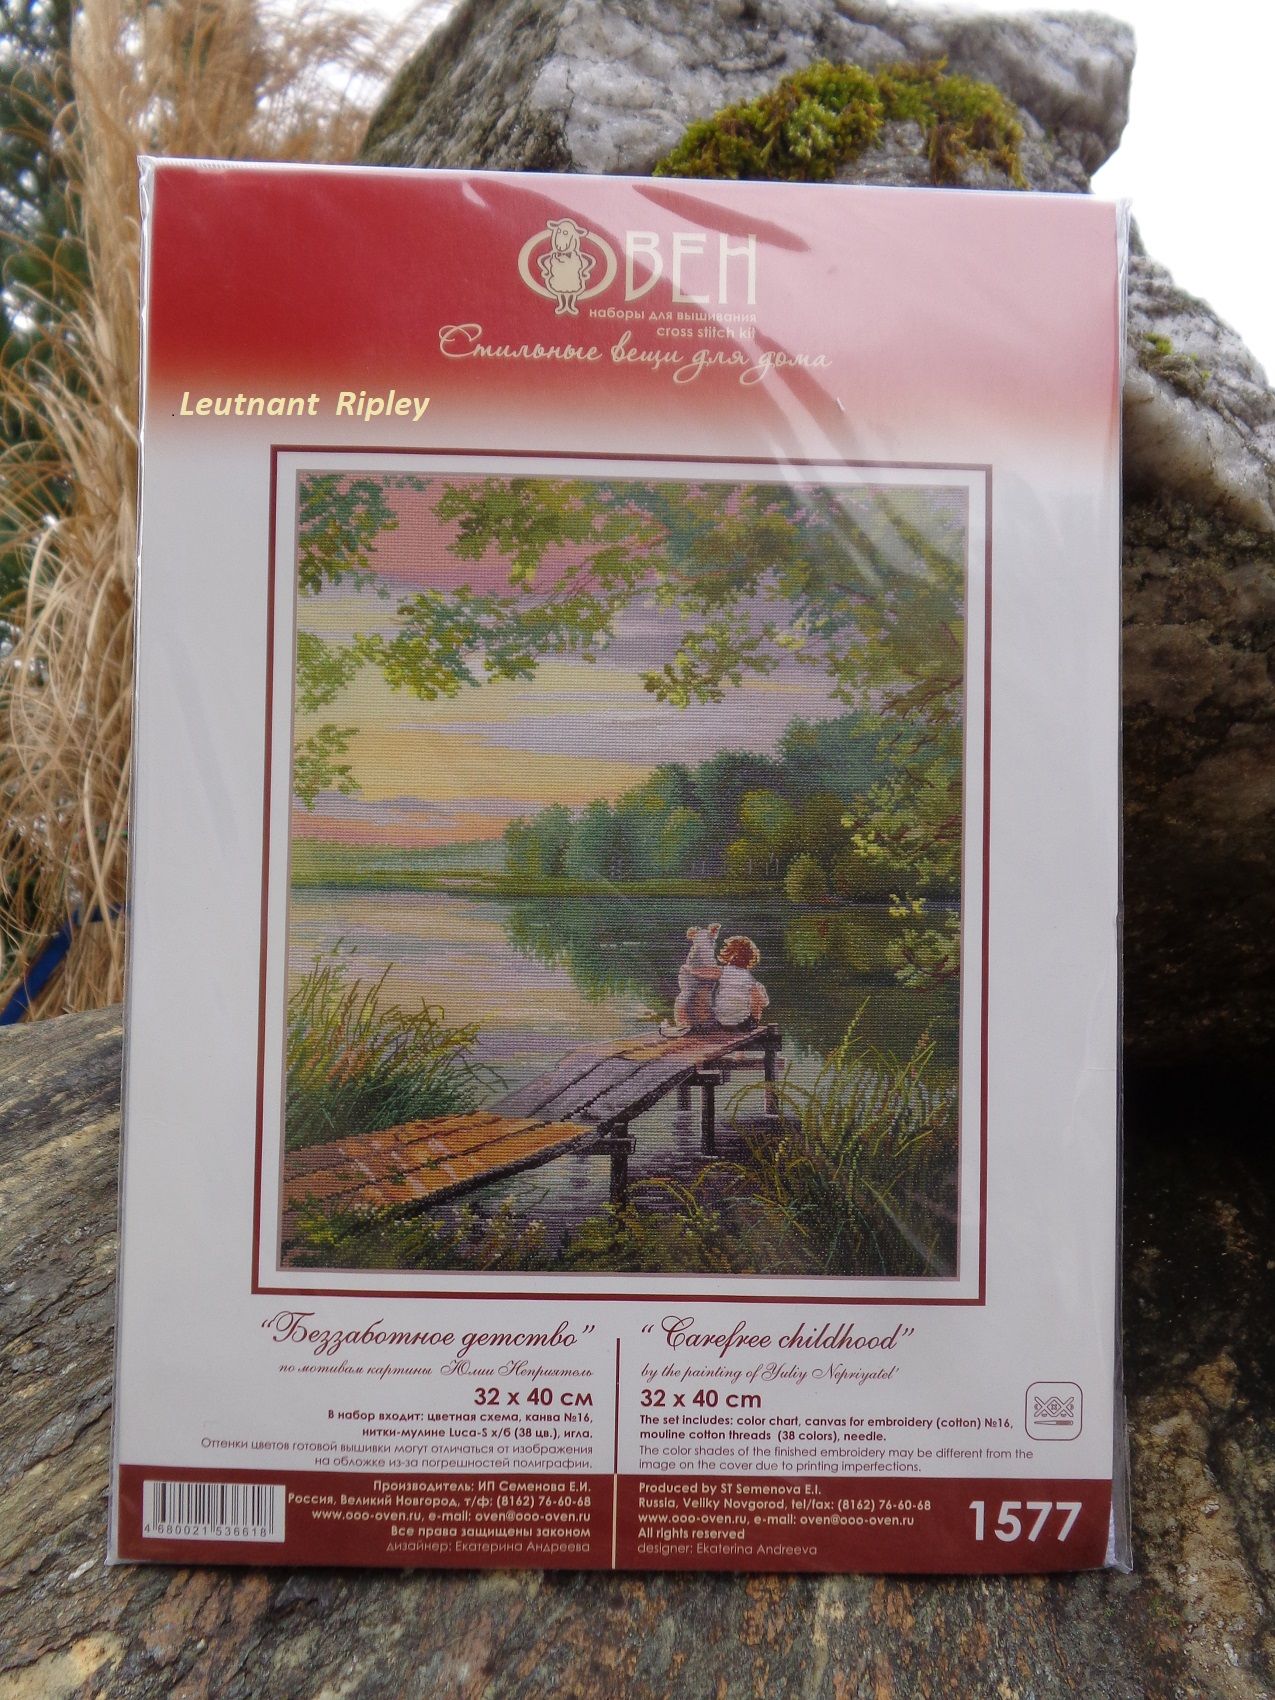 ОВЕН
наборы для вышивания
cross stitch kit
Стильные вещи для дома
Leutnant Ripley
"Беззаботное детство"
по мотивам картины Юлии Неприятель
32 x 40 см
В набор входит: цветная схема, канва №16,
нитки-мулине Luca-S х/б (38 цв.), игла.
Оттенки цветов готовой вышивки могут отличаться от изображения
на обложке из-за погрешностей полиграфии.
"Carefree childhood"
by the painting of Yuliy Nepriyatel'
32 x 40 cm
The set includes: color chart, canvas for embroidery (cotton) №16,
mouline cotton threads (38 colors), needle.
The color shades of the finished embroidery may be different from the
image on the cover due to printing imperfections.
4 680021 536618
Производитель: ИП Семенова Е.И.
Россия, Великий Новгород, т/ф: (8162) 76-60-68
www.ooo-oven.ru, e-mail: oven@ooo-oven.ru
Все права защищены законом
дизайнер: Екатерина Андреева
Produced by ST Semenova E.I.
Russia, Veliky Novgorod, tel/fax: (8162) 76-60-68
www.ooo-oven.ru, e-mail: oven@ooo-oven.ru
All rights reserved
designer: Ekaterina Andreeva
1577